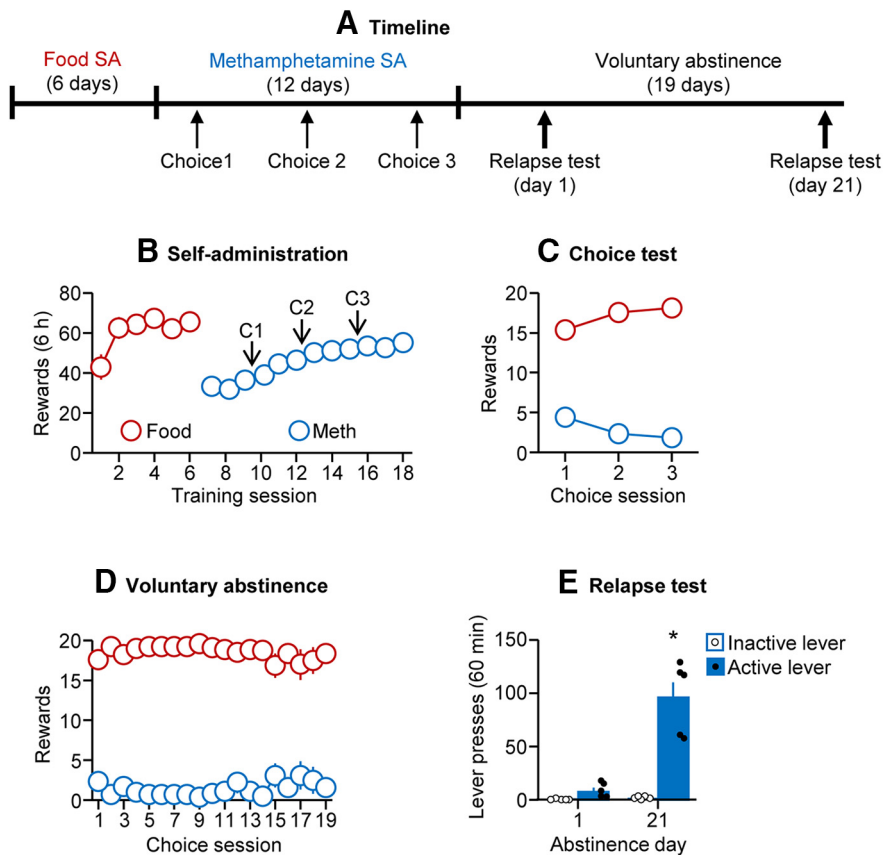 A Timeline
Food SA
(6 days)
Methamphetamine SA
(12 days)
Voluntary abstinence
(19 days)
Choice1
Choice 2
Choice 3
Relapse test
(day 1)
Relapse test
(day 21)
B Self-administration
Rewards (6 h)
80
60
40
20
0
C1
C2
C3
Food
Meth
2 4 6 8 10 12 14 16 18
Training session
C Choice test
Rewards
20
15
10
5
0
1 2 3
Choice session
D Voluntary abstinence
Rewards
20
15
10
5
0
1 3 5 7 9 11 13 15 17 19
Choice session
E Relapse test
Lever presses (60 min)
150
100
50
0
*
Inactive lever
Active lever
1 21
Abstinence day